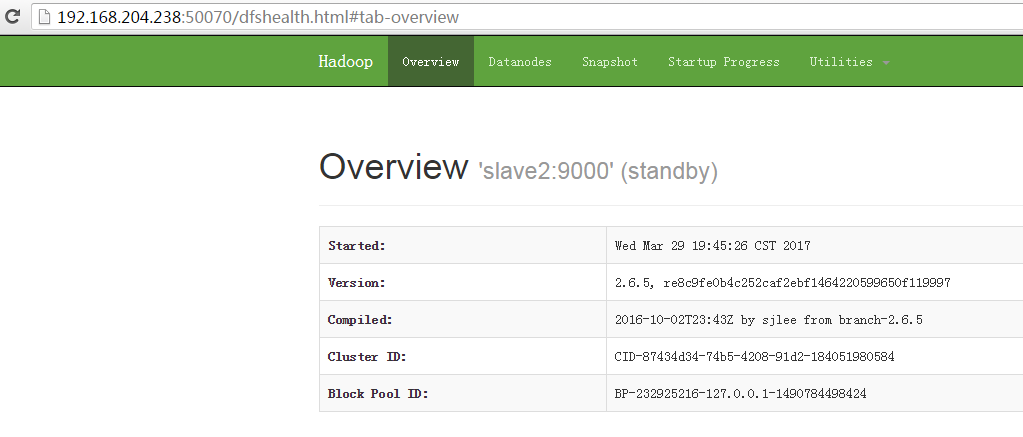 192.168.204.238:50070/dfshealth.html#tab-overview
Hadoop Overview Datanodes Snapshot Startup Progress Utilities
Overview 'slave2:9000' (standby)
Started: Wed Mar 29 19:45:26 CST 2017
Version: 2.6.5, re8c9fe0b4c252caf2ebf1464220599650f119997
Compiled: 2016-10-02T23:43Z by sjlee from branch-2.6.5
Cluster ID: CID-87434d34-74b5-4208-91d2-184051980584
Block Pool ID: BP-232925216-127.0.0.1-1490784498424